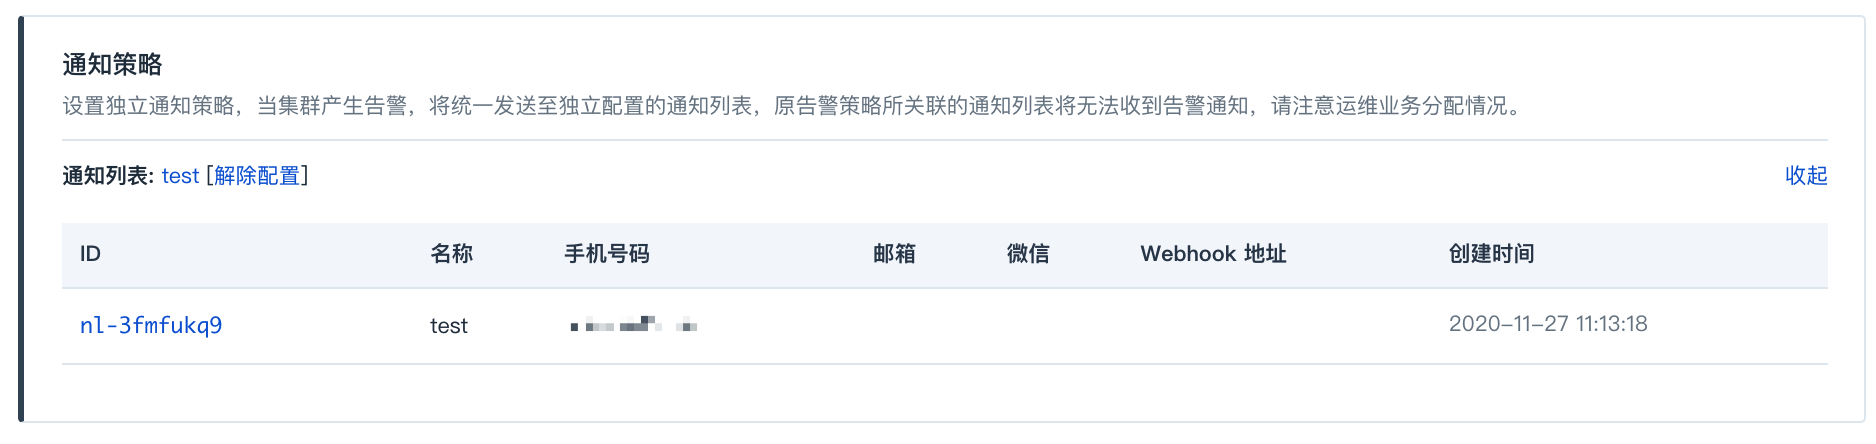 通知策略
设置独立通知策略，当集群产生告警，将统一发送至独立配置的通知列表，原告警策略所关联的通知列表将无法收到告警通知，请注意运维业务分配情况。
通知列表: test [解除配置] 收起
ID 名称 手机号码 邮箱 微信 Webhook 地址 创建时间
nl-3fmfukq9 test 2020-11-27 11:13:18